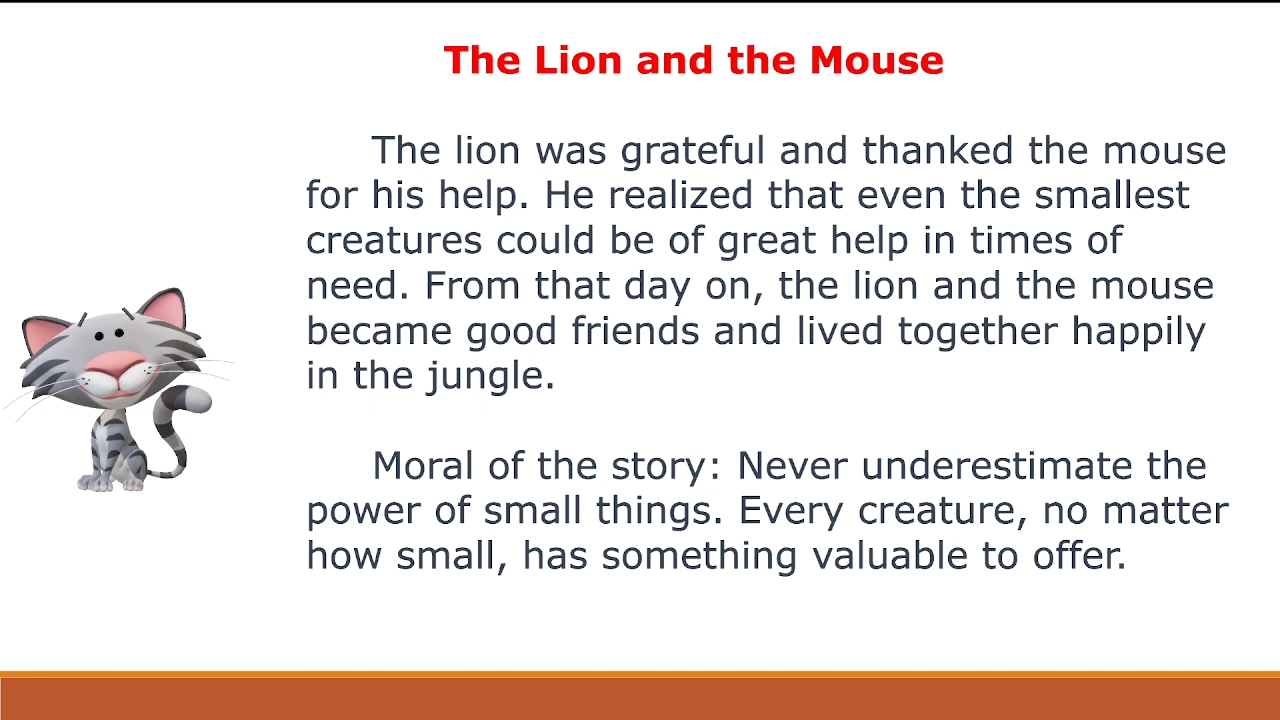 The Lion and the Mouse
The lion was grateful and thanked the mouse
for his help. He realized that even the smallest
creatures could be of great help in times of
need. From that day on, the lion and the mouse
became good friends and lived together happily
in the jungle.
Moral of the story: Never underestimate the
power of small things. Every creature, no matter
how small, has something valuable to offer.